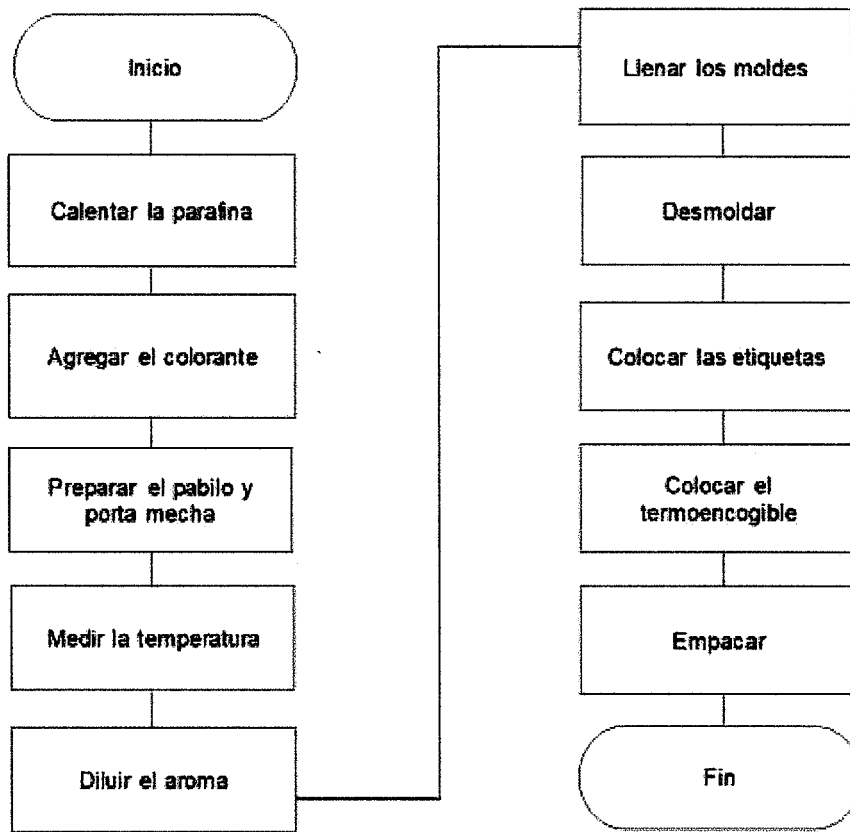 Inicio
Calentar la parafina
Agregar el colorante
Preparar el pabilo y
porta mecha
Medir la temperatura
Diluir el aroma
Llenar los moldes
Desmoldar
Colocar las etiquetas
Colocar el
termoencogible
Empacar
Fin